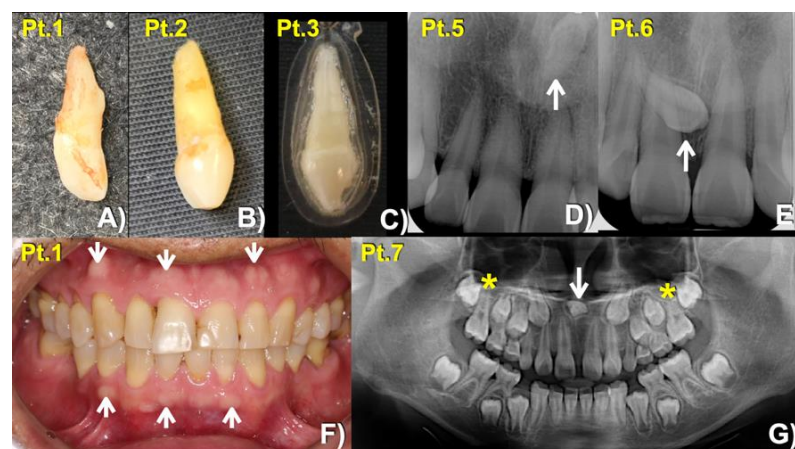 Pt.1 Pt.2 Pt.3 Pt.5 Pt.6
A) B) C) D) E
Pt.1 Pt.7
* *
F) G)